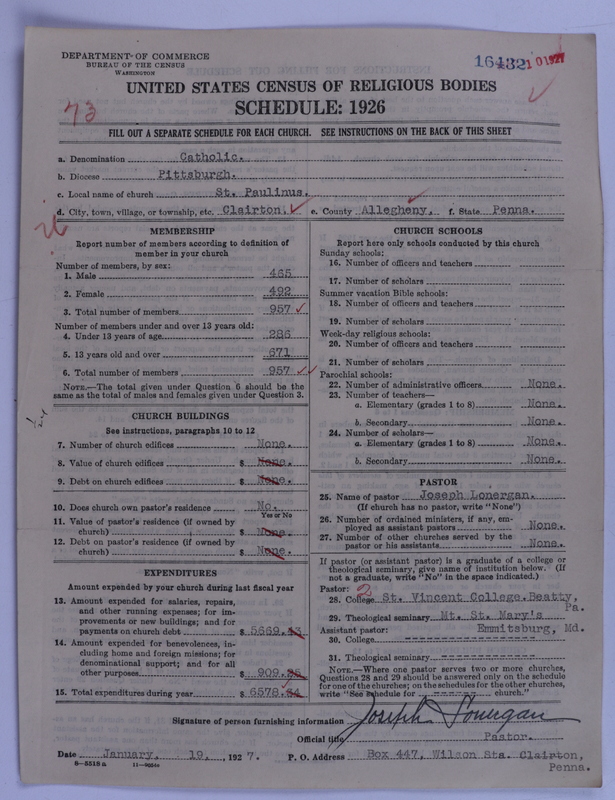 DEPARTMENT OF COMMERCE
BUREAU OF THE CENSUS
WASHINGTON
UNITED STATES CENSUS OF RELIGIOUS BODIES
SCHEDULE: 1926
73
FILL OUT A SEPARATE SCHEDULE FOR EACH CHURCH. SEE INSTRUCTIONS ON THE BACK OF THIS SHEET
a. Denomination Catholic.
b. Diocese Pittsburgh.
c. Local name of church St. Paulinus.
d. City, town, village, or township, etc. Clairton. e. County Allegheny, f. State Penna.
MEMBERSHIP
Report number of members according to definition of
member in your church
Number of members, by sex:
1. Male 465
2. Female 492
3. Total number of members 957
Number of members under and over 13 years old:
4. Under 13 years of age 286
5. 13 years old and over 671
6. Total number of members 957
NOTE.—The total given under Question 6 should be the
same as the total of males and females given under Question 3.
CHURCH BUILDINGS
See instructions, paragraphs 10 to 12
7. Number of church edifices None.
8. Value of church edifices $ None.
9. Debt on church edifices $ None.
10. Does church own pastor's residence No.
Yes or No
11. Value of pastor's residence (if owned by
church) $ None.
12. Debt on pastor's residence (if owned by
church) $ None.
EXPENDITURES
Amount expended by your church during last fiscal year
13. Amount expended for salaries, repairs,
and other running expenses; for im-
provements or new buildings; and for
payments on church debt $ 5669.
14. Amount expended for benevolences, in-
cluding home and foreign missions; for
denominational support; and for all
other purposes $ 909.
15. Total expenditures during year $ 6578.
CHURCH SCHOOLS
Report here only schools conducted by this church
Sunday schools:
16. Number of officers and teachers
17. Number of scholars
Summer vacation Bible schools:
18. Number of officers and teachers
19. Number of scholars
Week-day religious schools:
20. Number of officers and teachers
21. Number of scholars
Parochial schools:
22. Number of administrative officers None.
23. Number of teachers—
a. Elementary (grades 1 to 8) None.
b. Secondary None.
24. Number of scholars—
a. Elementary (grades 1 to 8) None.
b. Secondary None.
PASTOR
25. Name of pastor Joseph Lonergan.
(If church has no pastor, write "None")
26. Number of ordained ministers, if any, em-
ployed as assistant pastors None.
27. Number of other churches served by the
pastor or his assistants None.
If pastor (or assistant pastor) is a graduate of a college or
theological seminary, give name of institution below. (If
not a graduate, write "No" in the space indicated.)
Pastor: 2
28. College St. Vincent College. Beatty,
Pa.
29. Theological seminary Mt. St. Mary's
Assistant pastor: Emmitsburg, Md.
30. College
31. Theological seminary
NOTE.—Where one pastor serves two or more churches,
Questions 28 and 29 should be answered only on the schedule
for one of the churches; on the schedules for the other churches,
write "See schedule for church."
Signature of person furnishing information Joseph Lonergan
Official title Pastor.
Date January, 19, 1927. P. O. Address Box 447, Wilson Sta. Clairton,
Penna.
8-5518a